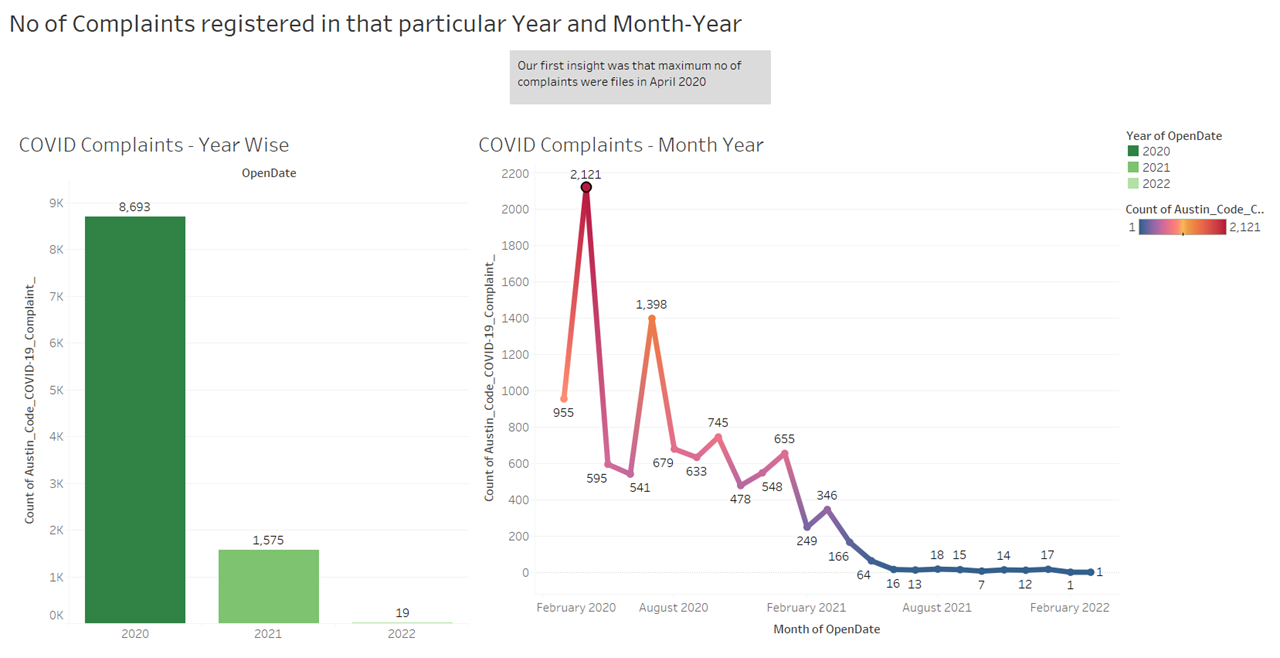 No of Complaints registered in that particular Year and Month-Year
Our first insight was that maximum no of
complaints were files in April 2020
COVID Complaints - Year Wise
OpenDate
Count of Austin_Code_COVID-19_Complaint_
9K
8K
7K
6K
5K
4K
3K
2K
1K
0K
8,693
1,575
19
2020
2021
2022
COVID Complaints - Month Year
Count of Austin_Code_COVID-19_Complaint_
2200
2000
1800
1600
1400
1200
1000
800
600
400
200
0
955
2,121
595
541
1,398
679
633
745
478
548
655
249
346
166
64
16
13
18
15
7
14
12
17
1
1
February 2020
August 2020
February 2021
August 2021
February 2022
Month of OpenDate
Year of OpenDate
2020
2021
2022
Count of Austin_Code_C..
1
2,121